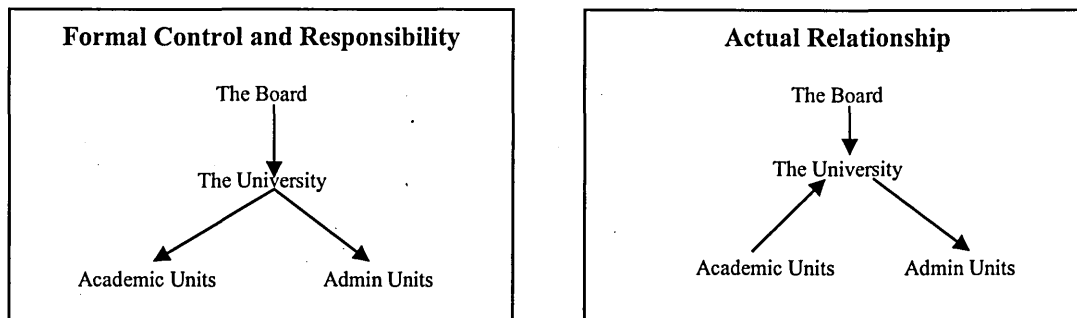 Formal Control and Responsibility
The Board
The University
Academic Units
Admin Units
Actual Relationship
The Board
The University
Academic Units
Admin Units